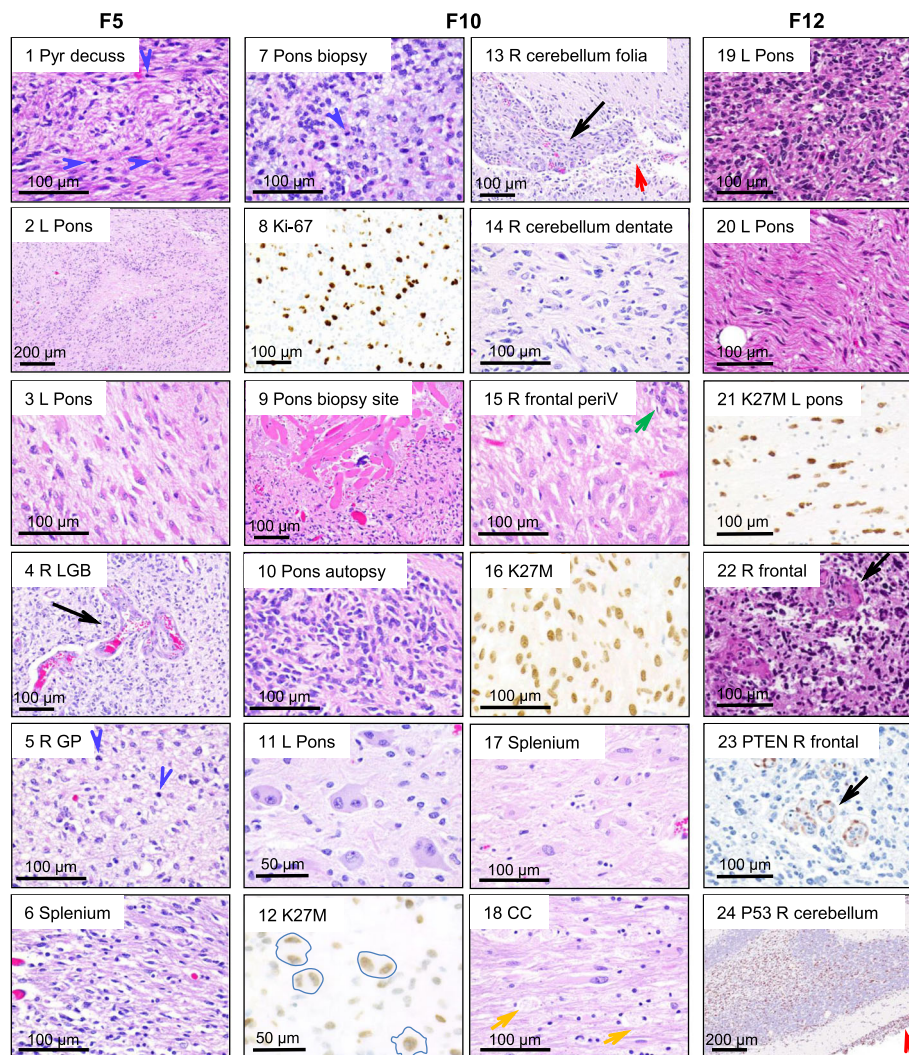 F5
F10
F12
1 Pyr decuss
100 µm
2 L Pons
200 µm
3 L Pons
100 µm
4 R LGB
100 µm
5 R GP
100 µm
6 Splenium
100 µm
7 Pons biopsy
100 µm
8 Ki-67
100 µm
9 Pons biopsy site
100 µm
10 Pons autopsy
100 µm
11 L Pons
50 µm
12 K27M
50 µm
13 R cerebellum folia
100 µm
14 R cerebellum dentate
100 µm
15 R frontal periV
100 µm
16 K27M
100 µm
17 Splenium
100 µm
18 CC
100 µm
19 L Pons
100 µm
20 L Pons
100 µm
21 K27M L pons
100 µm
22 R frontal
100 µm
23 PTEN R frontal
100 µm
24 P53 R cerebellum
200 µm